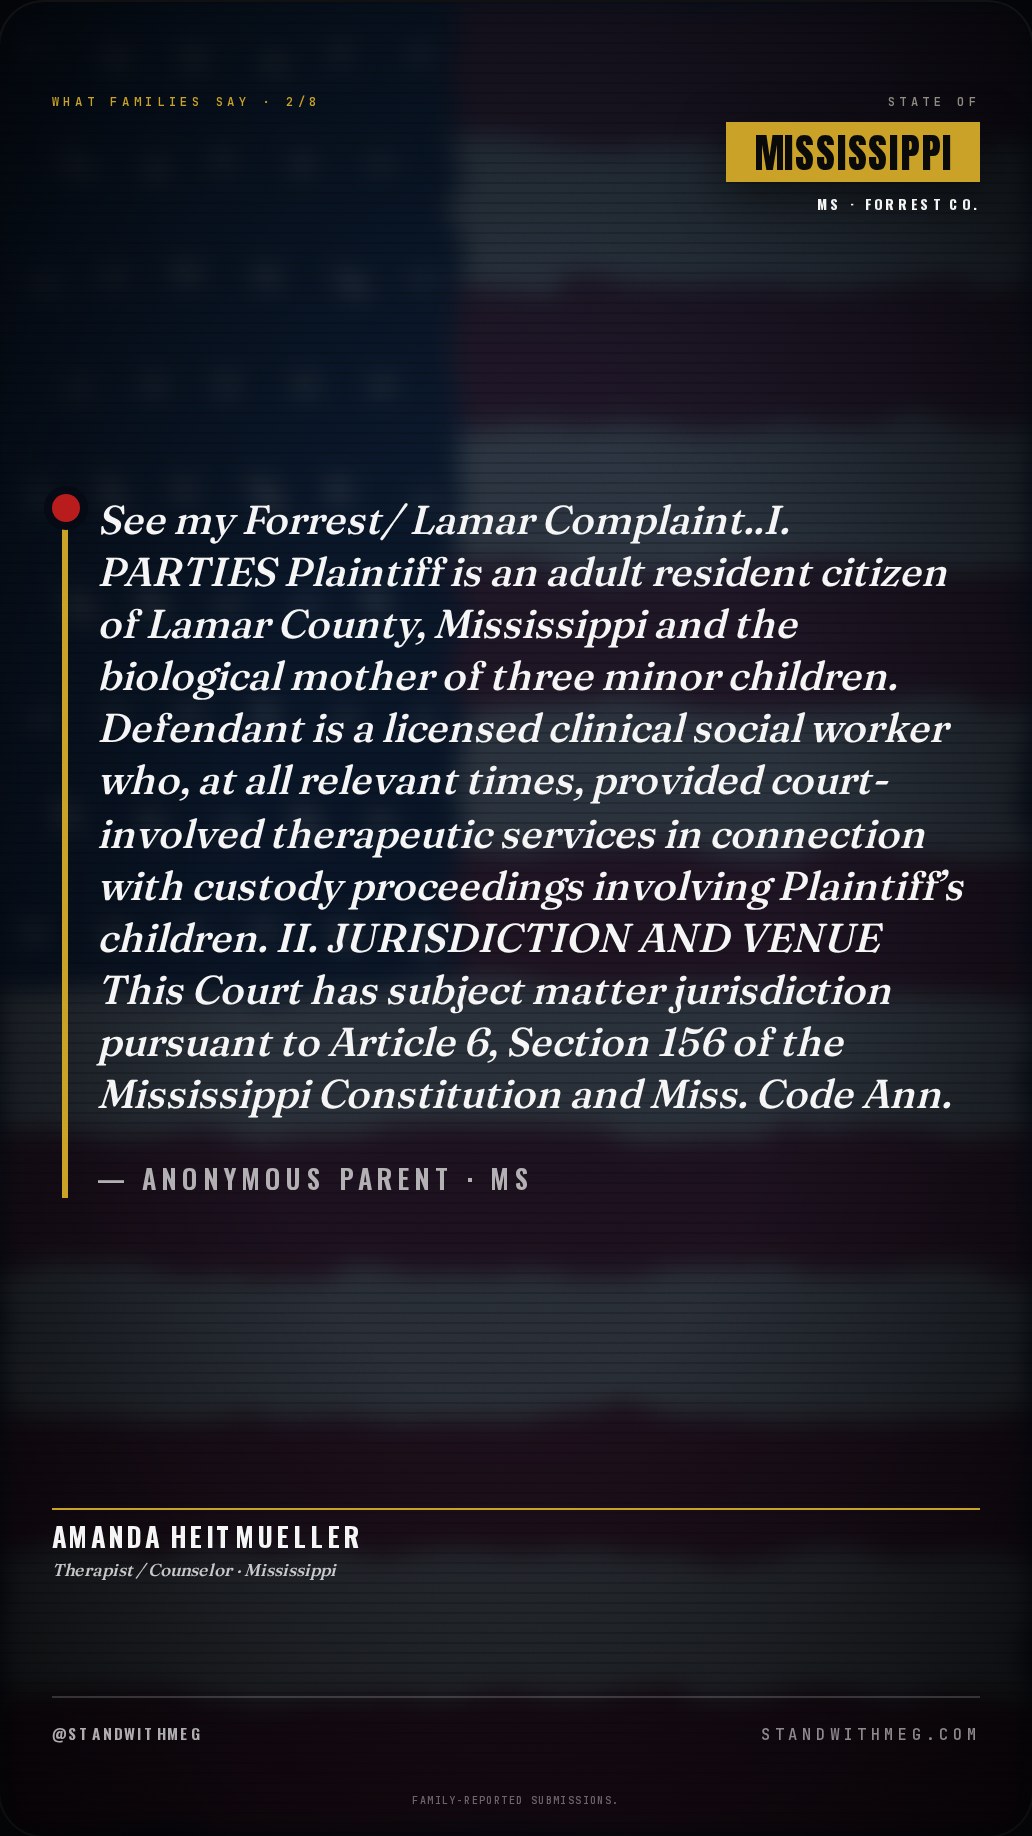 WHAT FAMILIES SAY · 2/8
STATE OF
MISSISSIPPI
MS · FORREST CO.
See my Forrest/ Lamar Complaint..I.
PARTIES Plaintiff is an adult resident citizen
of Lamar County, Mississippi and the
biological mother of three minor children.
Defendant is a licensed clinical social worker
who, at all relevant times, provided court-
involved therapeutic services in connection
with custody proceedings involving Plaintiff’s
children. II. JURISDICTION AND VENUE
This Court has subject matter jurisdiction
pursuant to Article 6, Section 156 of the
Mississippi Constitution and Miss. Code Ann.
— ANONYMOUS PARENT · MS
AMANDA HEITMUELLER
Therapist / Counselor · Mississippi
@STANDWITHMEG
STANDWITHMEG.COM
FAMILY-REPORTED SUBMISSIONS.